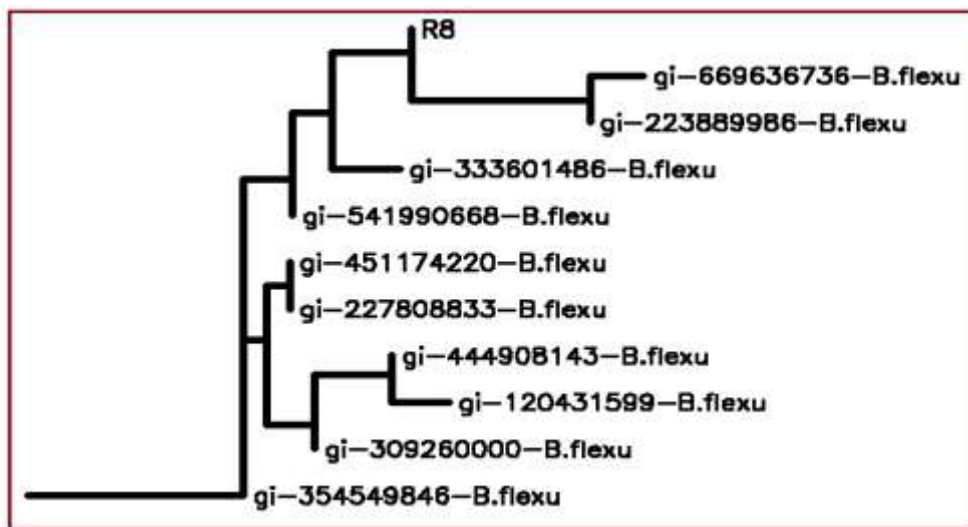 R8
gi-669636736-B.flexu
gi-223889986-B.flexu
gi-333601486-B.flexu
gi-541990668-B.flexu
gi-451174220-B.flexu
gi-227808833-B.flexu
gi-444908143-B.flexu
gi-120431599-B.flexu
gi-309260000-B.flexu
gi-354549846-B.flexu